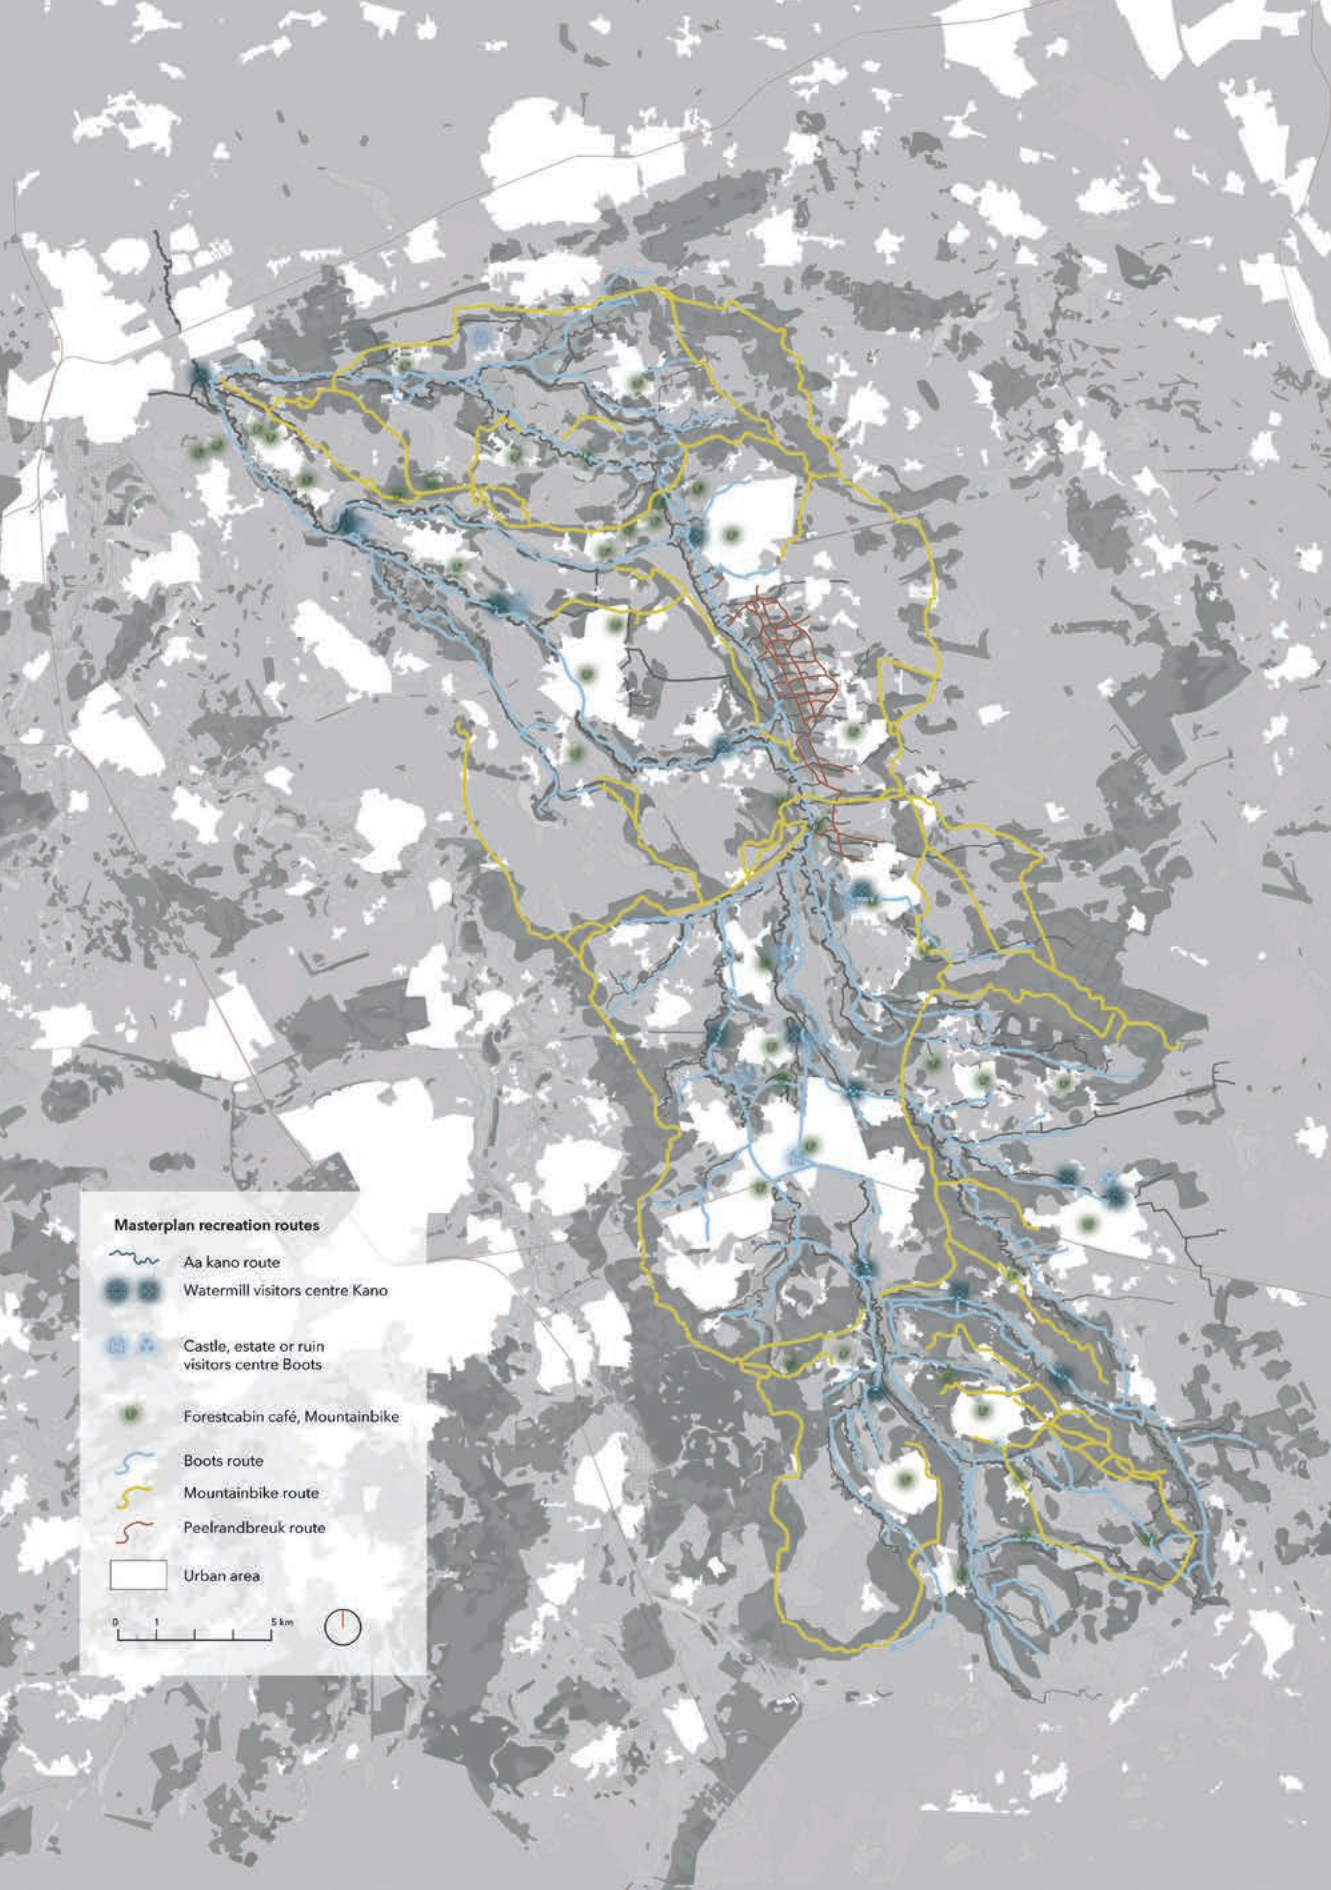 Masterplan recreation routes
Aa kano route
Watermill visitors centre Kano
Castle, estate or ruin
visitors centre Boots
Forestcabin café, Mountainbike
Boots route
Mountainbike route
Peelrandbreuk route
Urban area
0 1 5 km